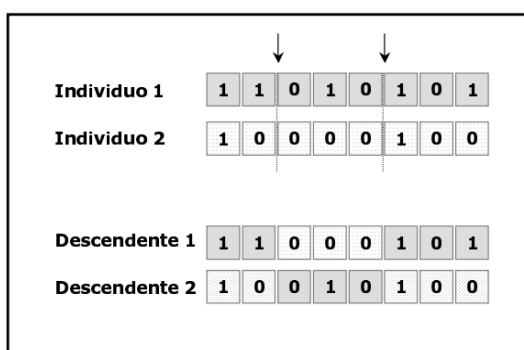 Individuo 1 1 1 0 1 0 1 0 1
Individuo 2 1 0 0 0 0 1 0 0
Descendente 1 1 1 0 0 0 1 0 1
Descendente 2 1 0 0 1 0 1 0 0